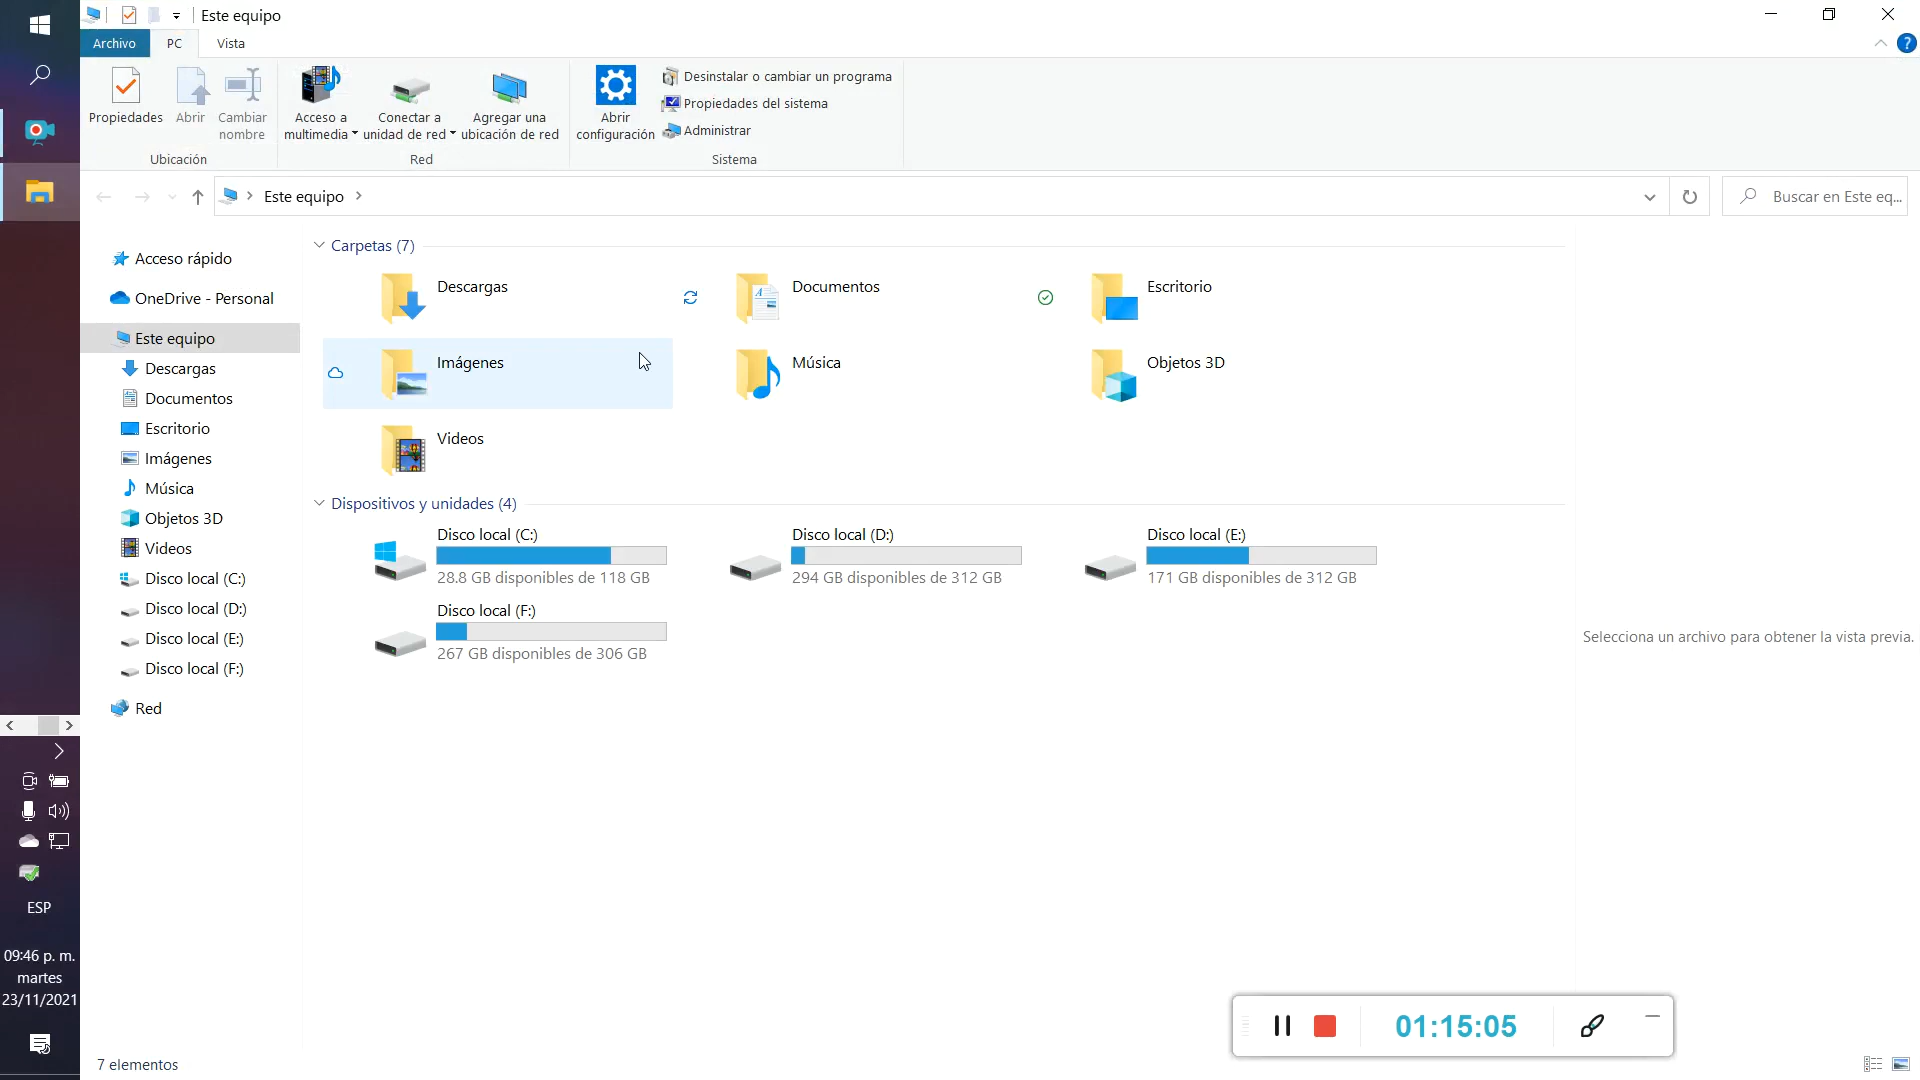 Este equipo
Archivo
PC
Vista
?
Propiedades
Abrir
Cambiar
nombre
Ubicación
Acceso a
multimedia
Conectar a
unidad de red
Agregar una
ubicación de red
Red
Abrir
configuración
Desinstalar o cambiar un programa
Propiedades del sistema
Administrar
Sistema
Este equipo
Buscar en Este eq...
Acceso rápido
OneDrive - Personal
Este equipo
Descargas
Documentos
Escritorio
Imágenes
Música
Objetos 3D
Videos
Disco local (C:)
Disco local (D:)
Disco local (E:)
Disco local (F:)
Red
Carpetas (7)
Descargas
Documentos
Escritorio
Imágenes
Música
Objetos 3D
Videos
Dispositivos y unidades (4)
Disco local (C:)
28.8 GB disponibles de 118 GB
Disco local (D:)
294 GB disponibles de 312 GB
Disco local (E:)
171 GB disponibles de 312 GB
Disco local (F:)
267 GB disponibles de 306 GB
Selecciona un archivo para obtener la vista previa.
ESP
09:46 p. m.
martes
23/11/2021
01:15:05
7 elementos